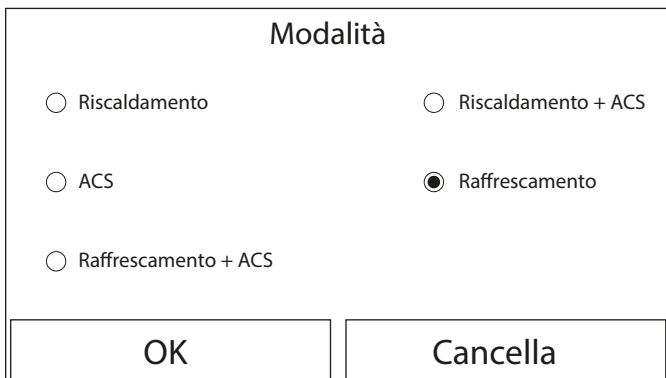 Modalità
Riscaldamento
Riscaldamento + ACS
ACS
Raffrescamento
Raffrescamento + ACS
OK
Cancella